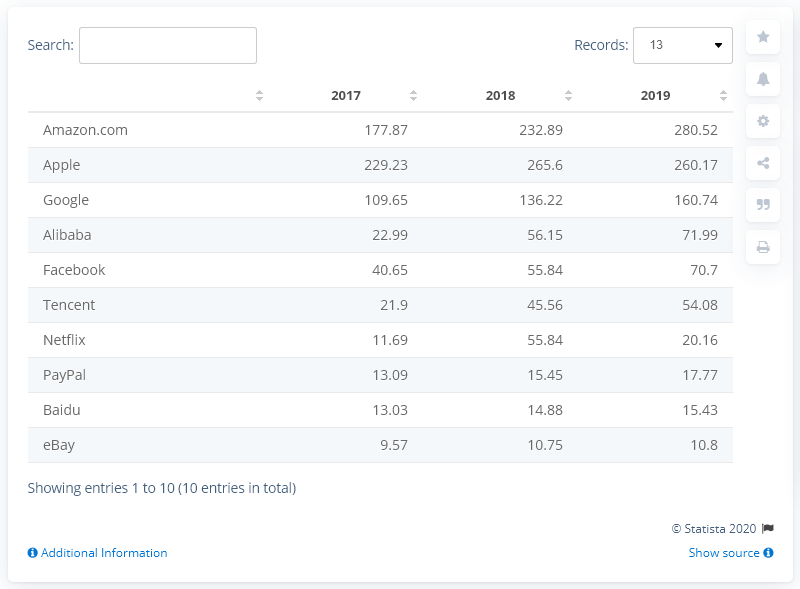 Search:
Records: 13
2017 2018 2019
Amazon.com 177.87 232.89 280.52
Apple 229.23 265.6 260.17
Google 109.65 136.22 160.74
Alibaba 22.99 56.15 71.99
Facebook 40.65 55.84 70.7
Tencent 21.9 45.56 54.08
Netflix 11.69 55.84 20.16
PayPal 13.09 15.45 17.77
Baidu 13.03 14.88 15.43
eBay 9.57 10.75 10.8
Showing entries 1 to 10 (10 entries in total)
© Statista 2020
Additional Information
Show source